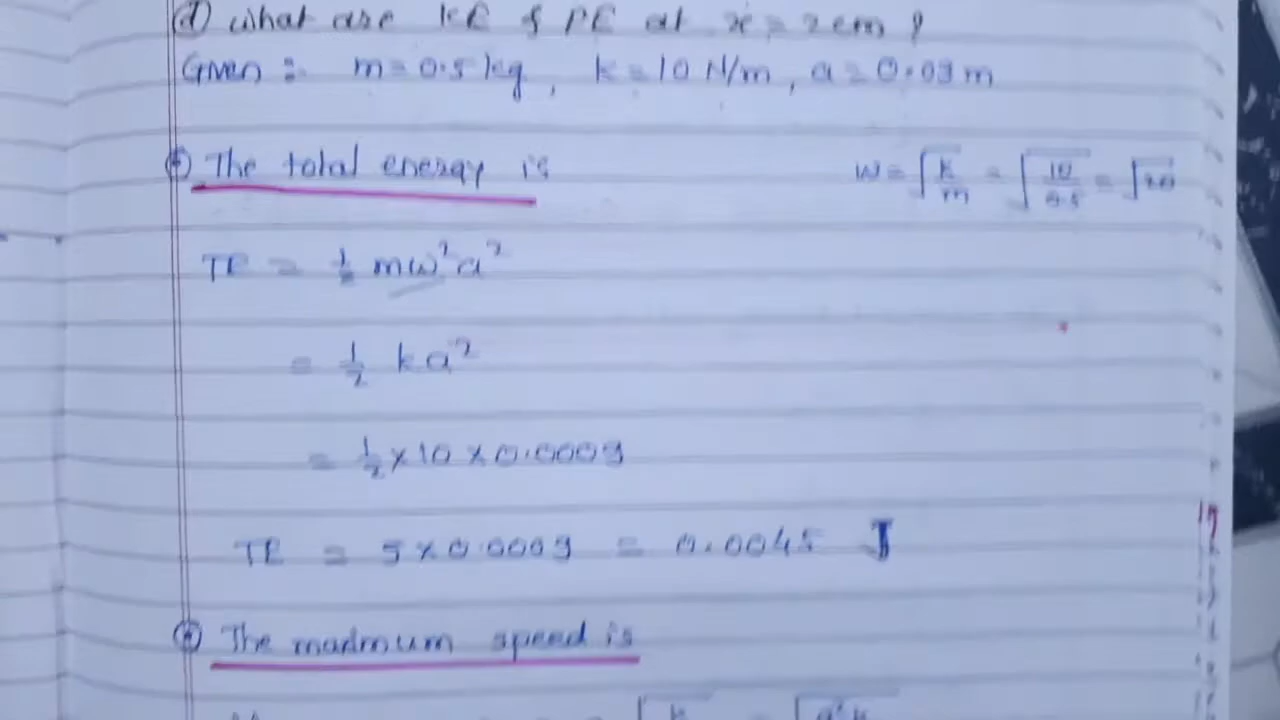 (d) what are KE & PE at x = 2cm ?
Given :- m = 0.5 kg, k = 10 N/m, a = 0.03 m
The total energy is
W = √k/m = √10/0.5 = √20
TE = 1/2 mω²a²
= 1/2 ka²
= 1/2 × 10 × 0.0009
TE = 5 × 0.0009 = 0.0045 J
The maximum speed is